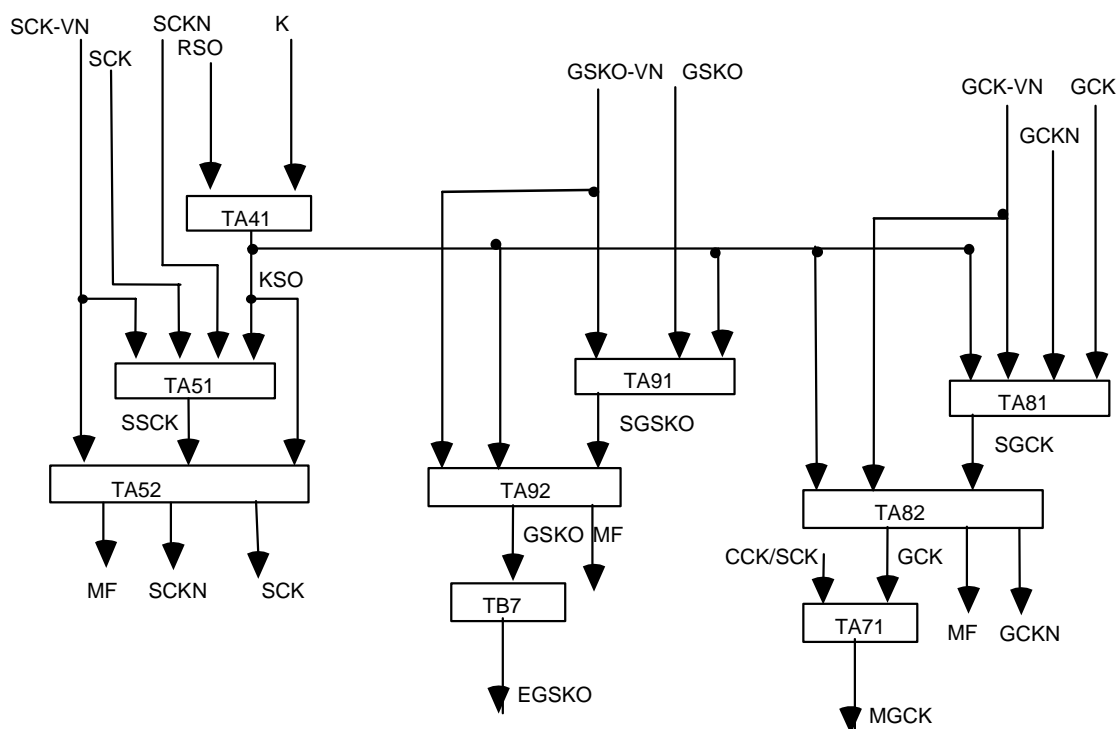 SCK-VN
SCKN
K
SCK
RSO
GSKO-VN
GSKO
GCK-VN
GCK
GCKN
TA41
KSO
TA51
TA91
TA81
SSCK
SGSKO
SGCK
TA52
TA92
TA82
GSKO
MF
CCK/SCK
GCK
MF
SCKN
SCK
TB7
TA71
MF
GCKN
EGSKO
MGCK